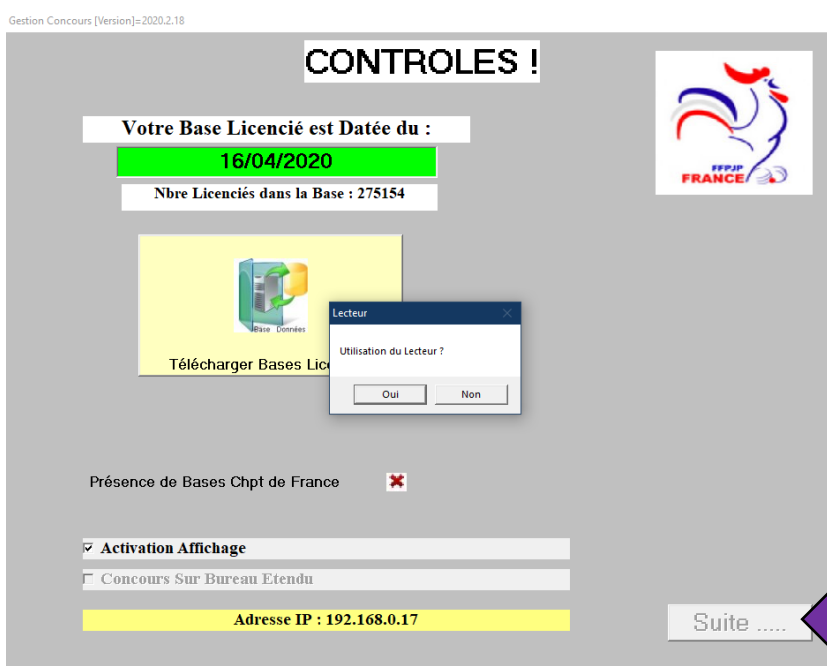 Gestion Concours [Version]=2020.2.18
CONTROLES !
Votre Base Licencié est Datée du :
16/04/2020
Nbre Licenciés dans la Base : 275154
FFPJP
FRANCE
Base Données
Télécharger Bases Lic
Lecteur
Utilisation du Lecteur ?
Oui Non
Présence de Bases Chpt de France
Activation Affichage
Concours Sur Bureau Etendu
Adresse IP : 192.168.0.17
Suite .....